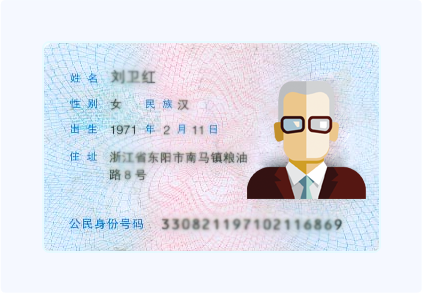 姓 名 刘卫红
性 别 女 民 族 汉
出 生 1971 年 2 月 11 日
住 址 浙江省东阳市南马镇粮油
路 8 号
公民身份号码 330821197102116869